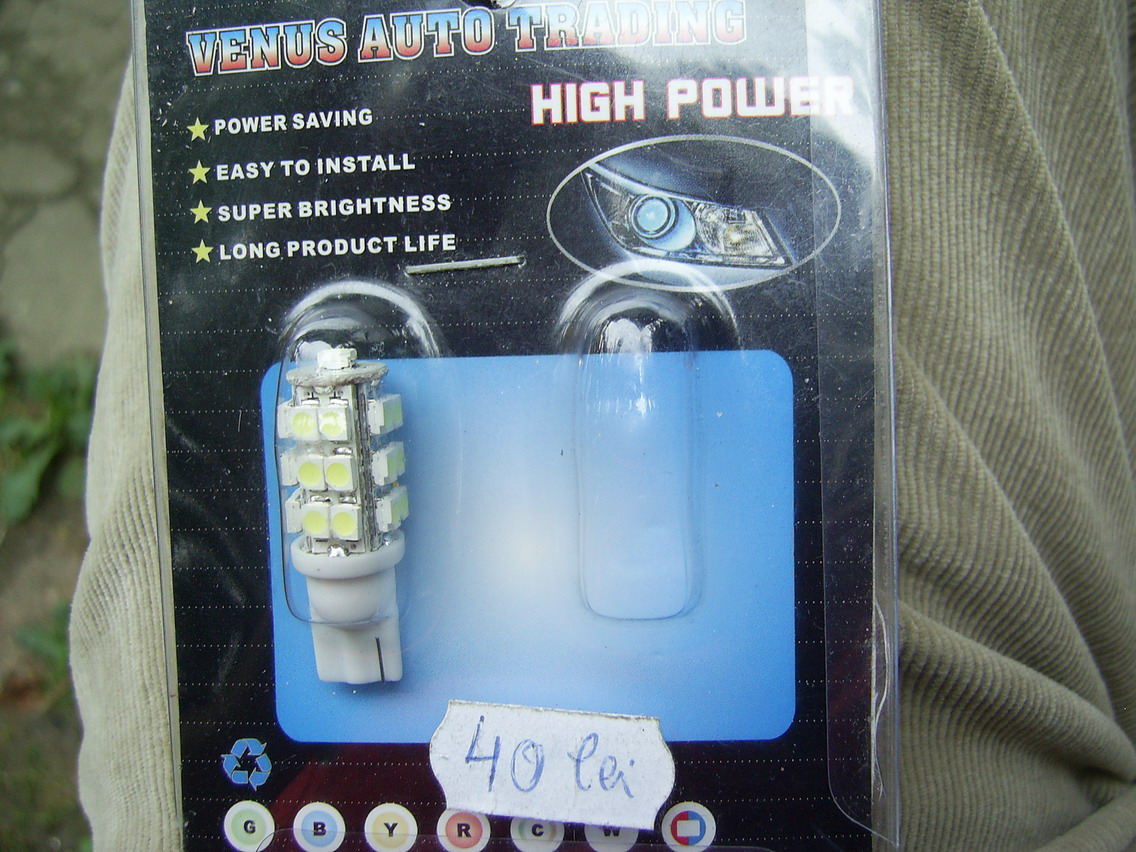 VENUS AUTO TRADING
HIGH POWER
POWER SAVING
EASY TO INSTALL
SUPER BRIGHTNESS
LONG PRODUCT LIFE
40 lei
G B Y R C W